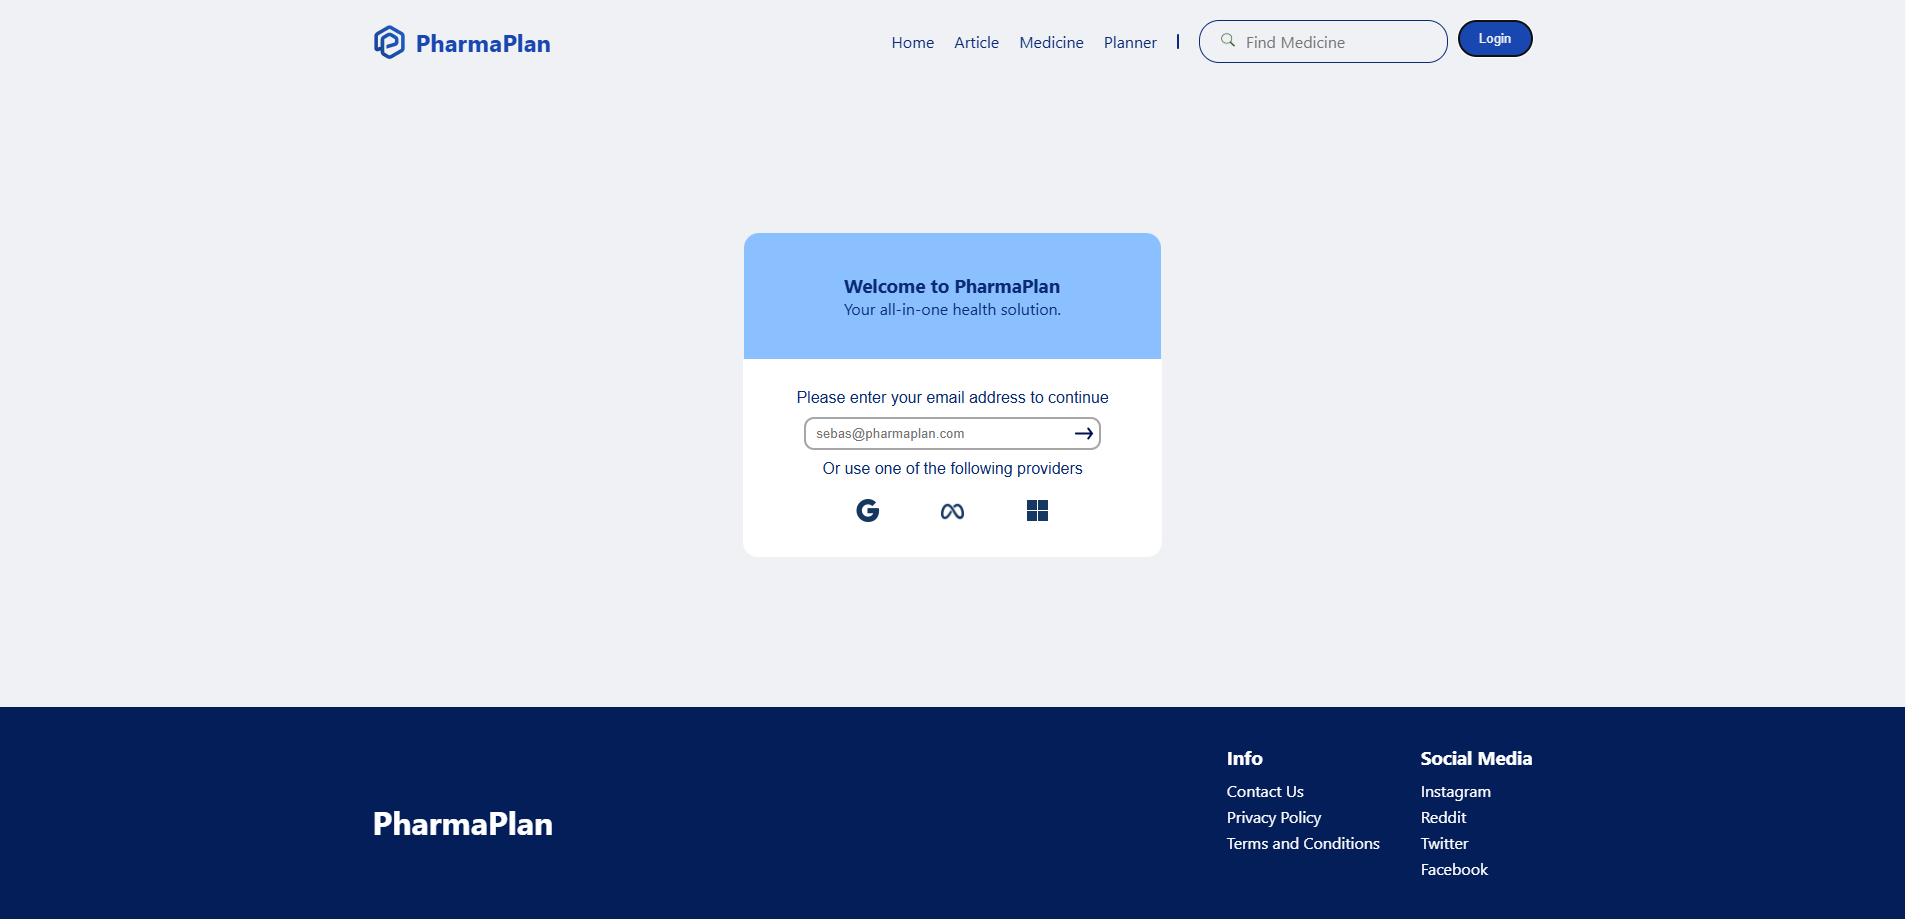 PharmaPlan
Home Article Medicine Planner | Find Medicine Login
Welcome to PharmaPlan
Your all-in-one health solution.
Please enter your email address to continue
sebas@pharmaplan.com
Or use one of the following providers
PharmaPlan
Info
Contact Us
Privacy Policy
Terms and Conditions
Social Media
Instagram
Reddit
Twitter
Facebook